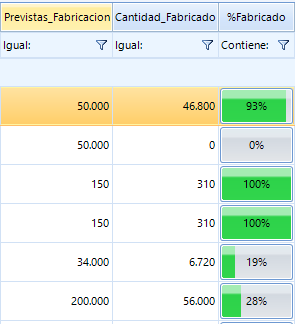 Previstas_Fabricacion Cantidad_Fabricado %Fabricado
Igual: Igual: Contiene:
50.000 46.800 93%
50.000 0 0%
150 310 100%
150 310 100%
34.000 6.720 19%
200.000 56.000 28%